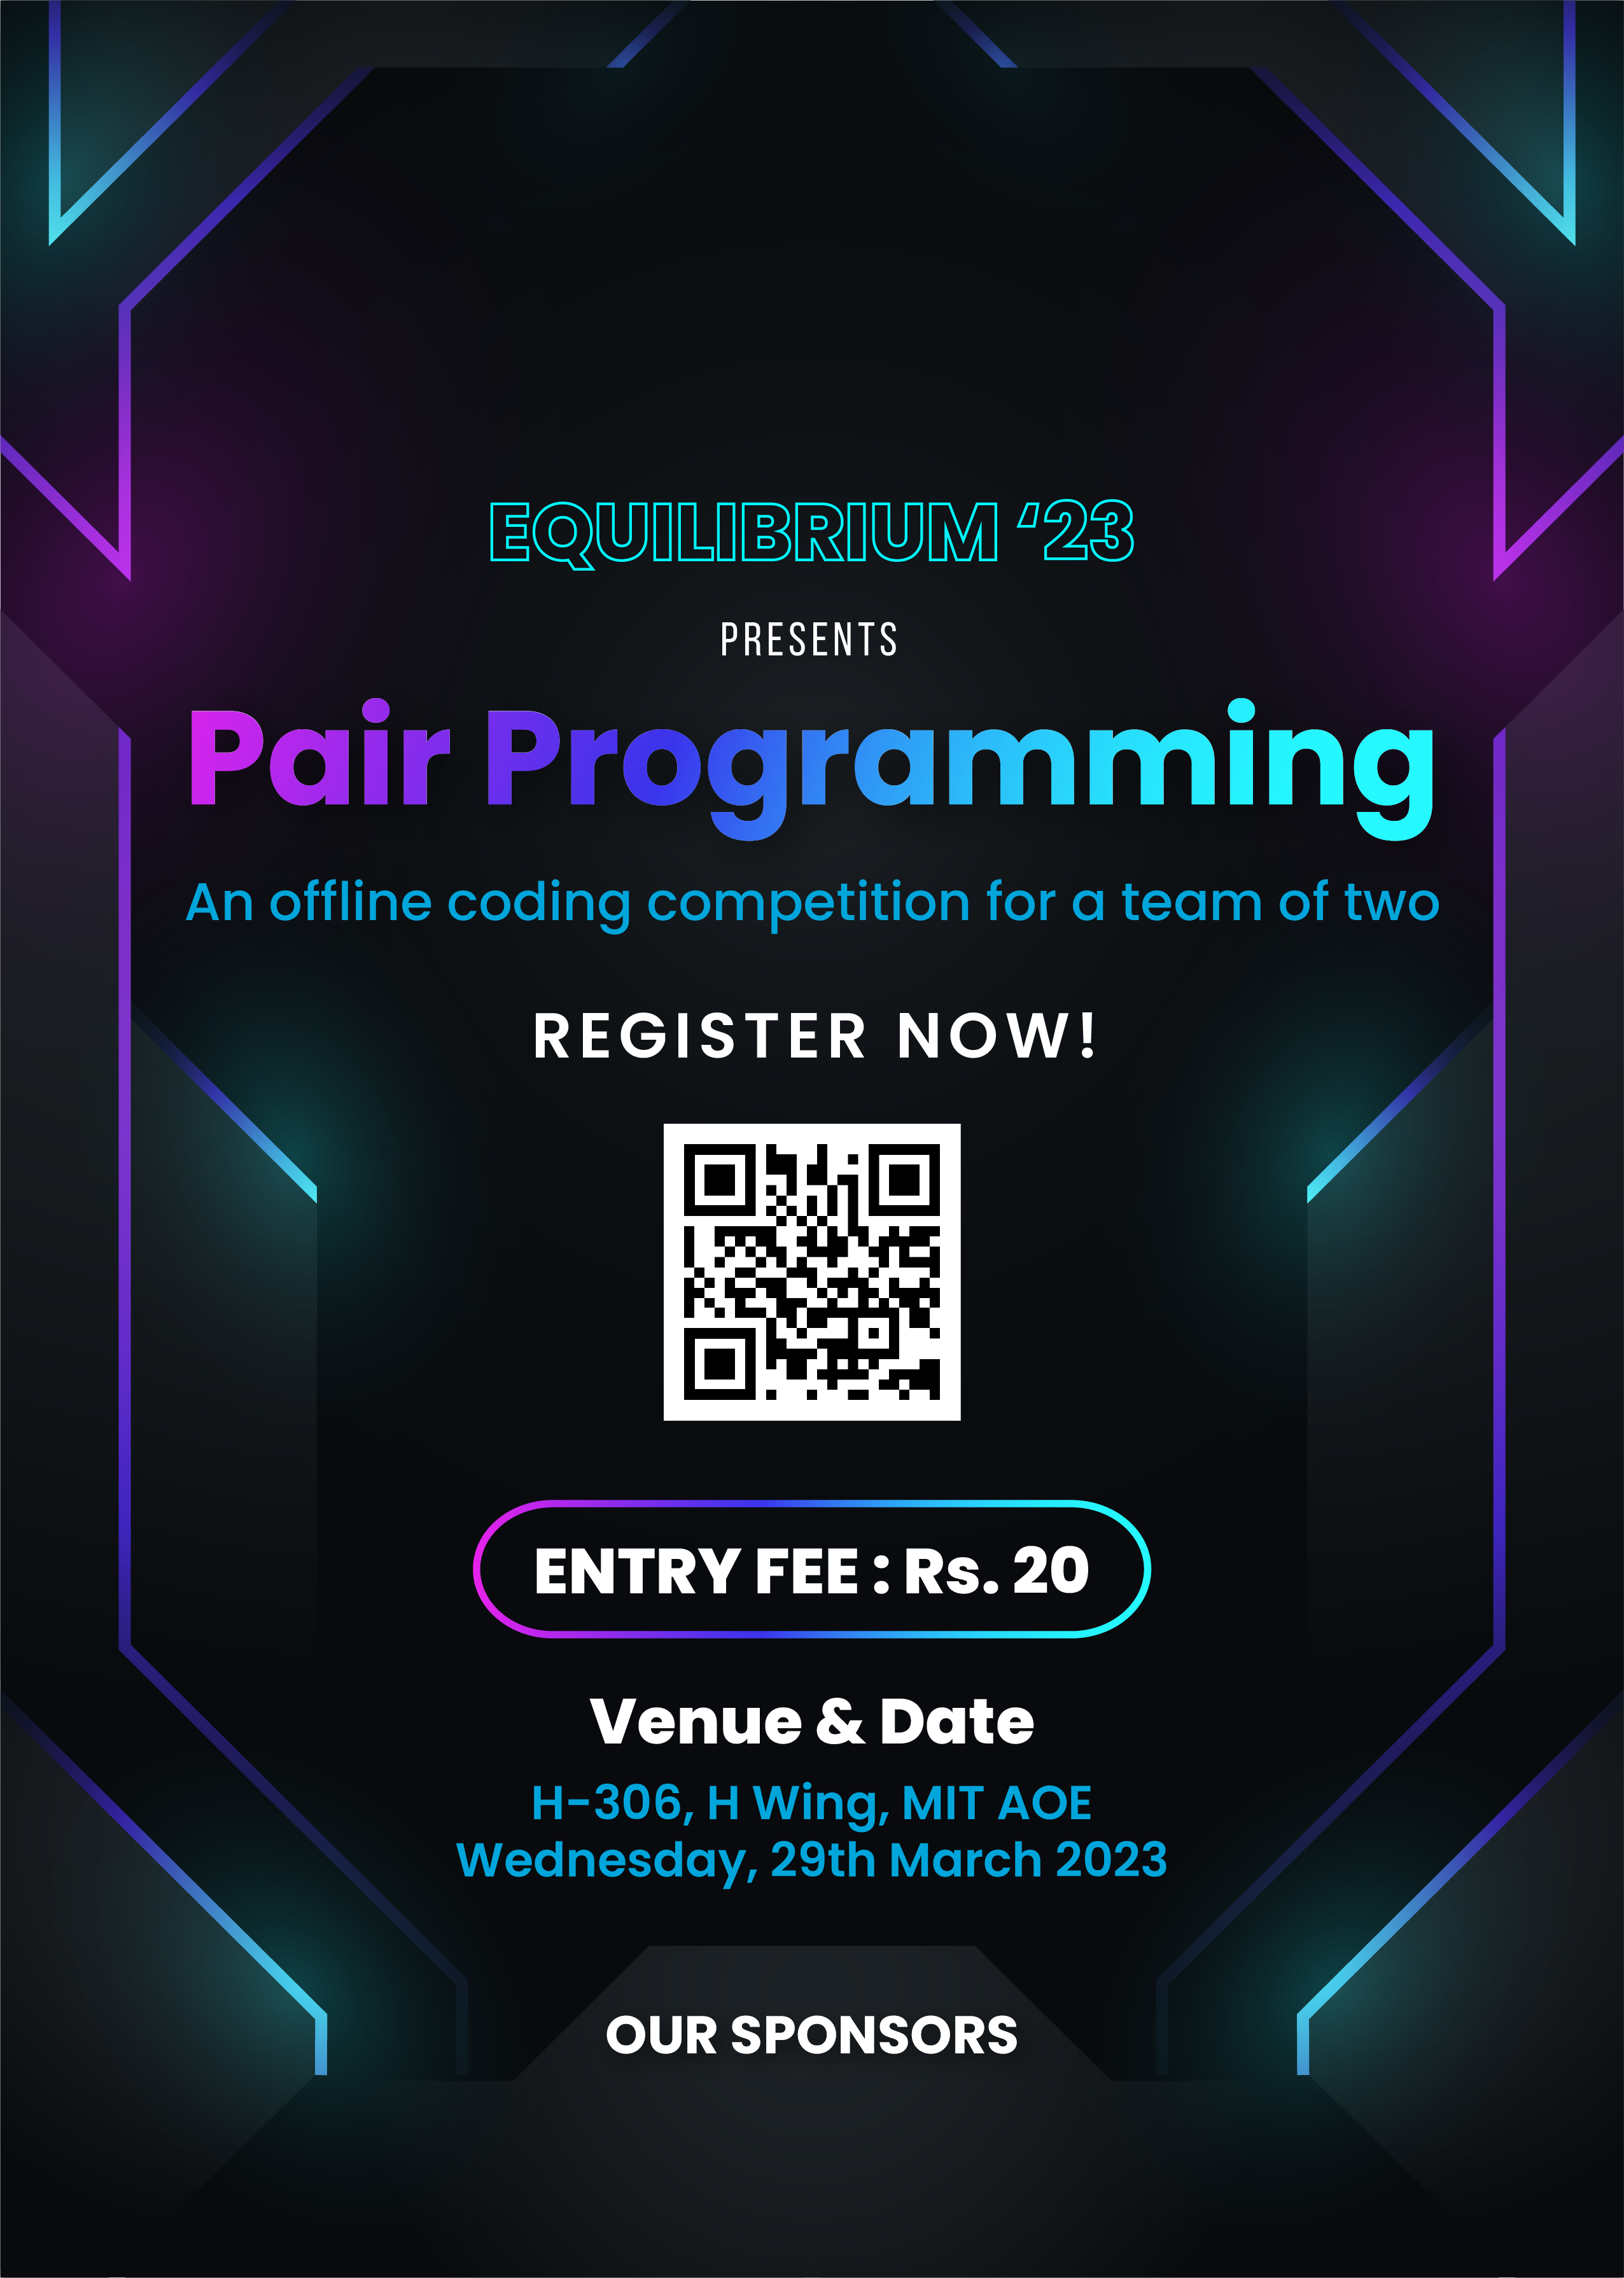 EQUILIBRIUM ‘23
PRESENTS
Pair Programming
An offline coding competition for a team of two
REGISTER NOW!
ENTRY FEE : Rs. 20
Venue & Date
H-306, H Wing, MIT AOE
Wednesday, 29th March 2023
OUR SPONSORS